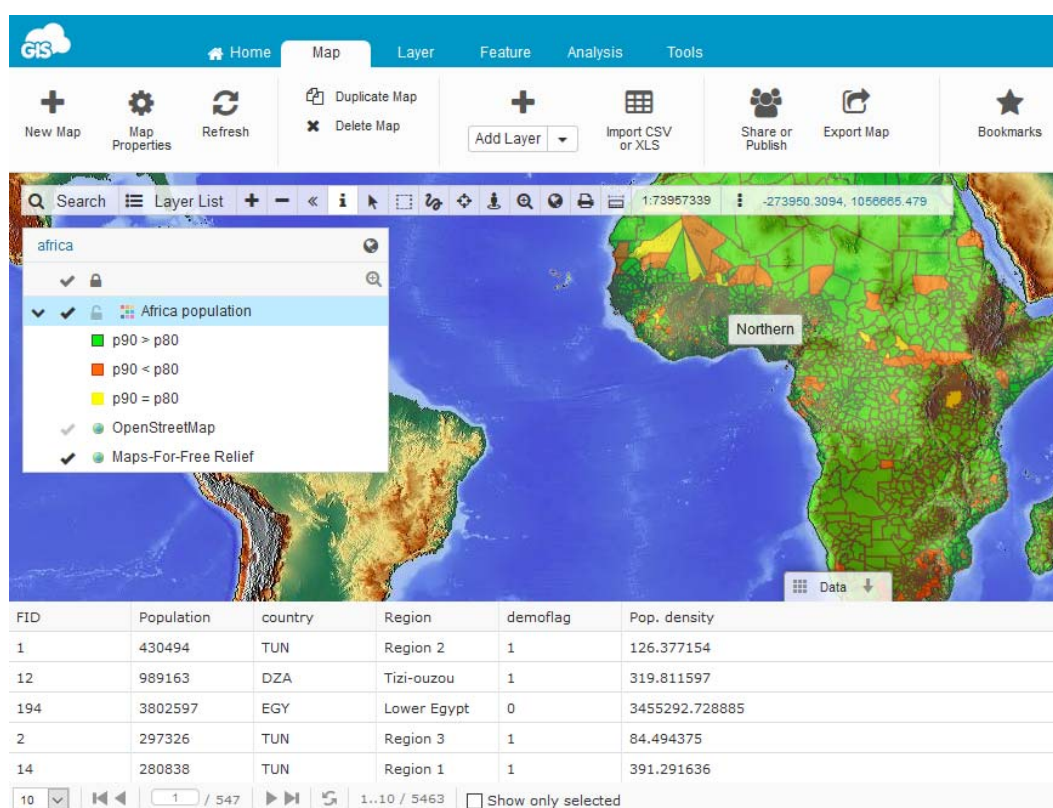 GIS
Home Map Layer Feature Analysis Tools
New Map
Map Properties
Refresh
Duplicate Map
Delete Map
Add Layer
Import CSV or XLS
Share or Publish
Export Map
Bookmarks
Search Layer List i 1:73957339 -273950.3094, 1056665.479
africa
Africa population
p90 > p80
p90 < p80
p90 = p80
OpenStreetMap
Maps-For-Free Relief
Northern
Data
FID Population country Region demoflag Pop. density
1 430494 TUN Region 2 1 126.377154
12 989163 DZA Tizi-ouzou 1 319.811597
194 3802597 EGY Lower Egypt 0 3455292.728885
2 297326 TUN Region 3 1 84.494375
14 280838 TUN Region 1 1 391.291636
10 1 / 547 1..10 / 5463 Show only selected